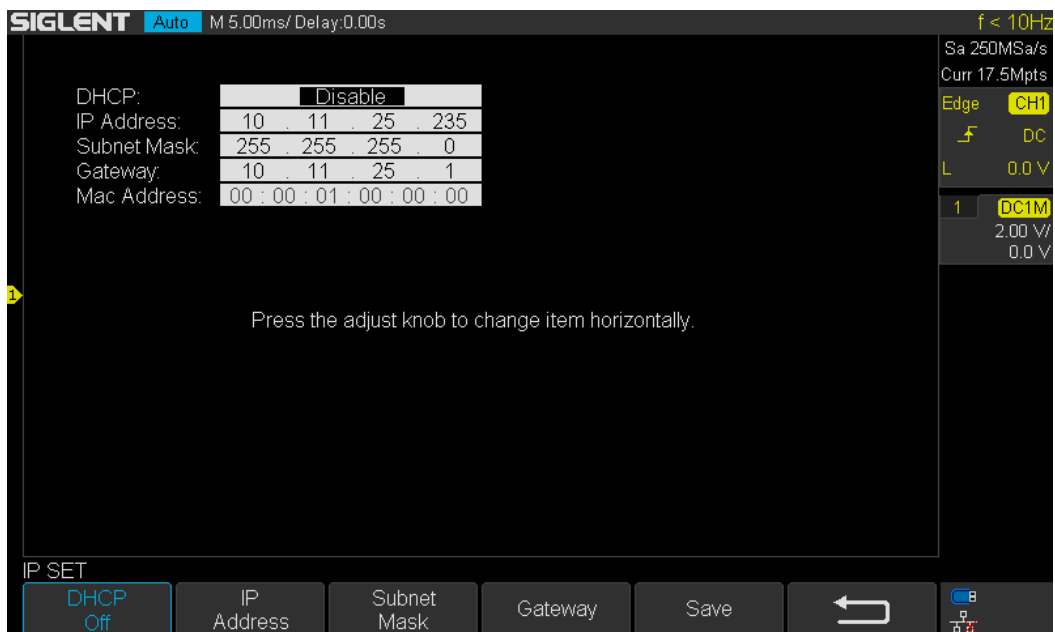 SIGLENT Auto M 5.00ms/ Delay:0.00s f < 10Hz
Sa 250MSa/s
Curr 17.5Mpts
Edge CH1
DC
L 0.0 V
1 DC1M
2.00 V/
0.0 V
DHCP: Disable
IP Address: 10 . 11 . 25 . 235
Subnet Mask: 255 . 255 . 255 . 0
Gateway: 10 . 11 . 25 . 1
Mac Address: 00 : 00 : 01 : 00 : 00 : 00
1
Press the adjust knob to change item horizontally.
IP SET
DHCP
Off
IP
Address
Subnet
Mask
Gateway
Save